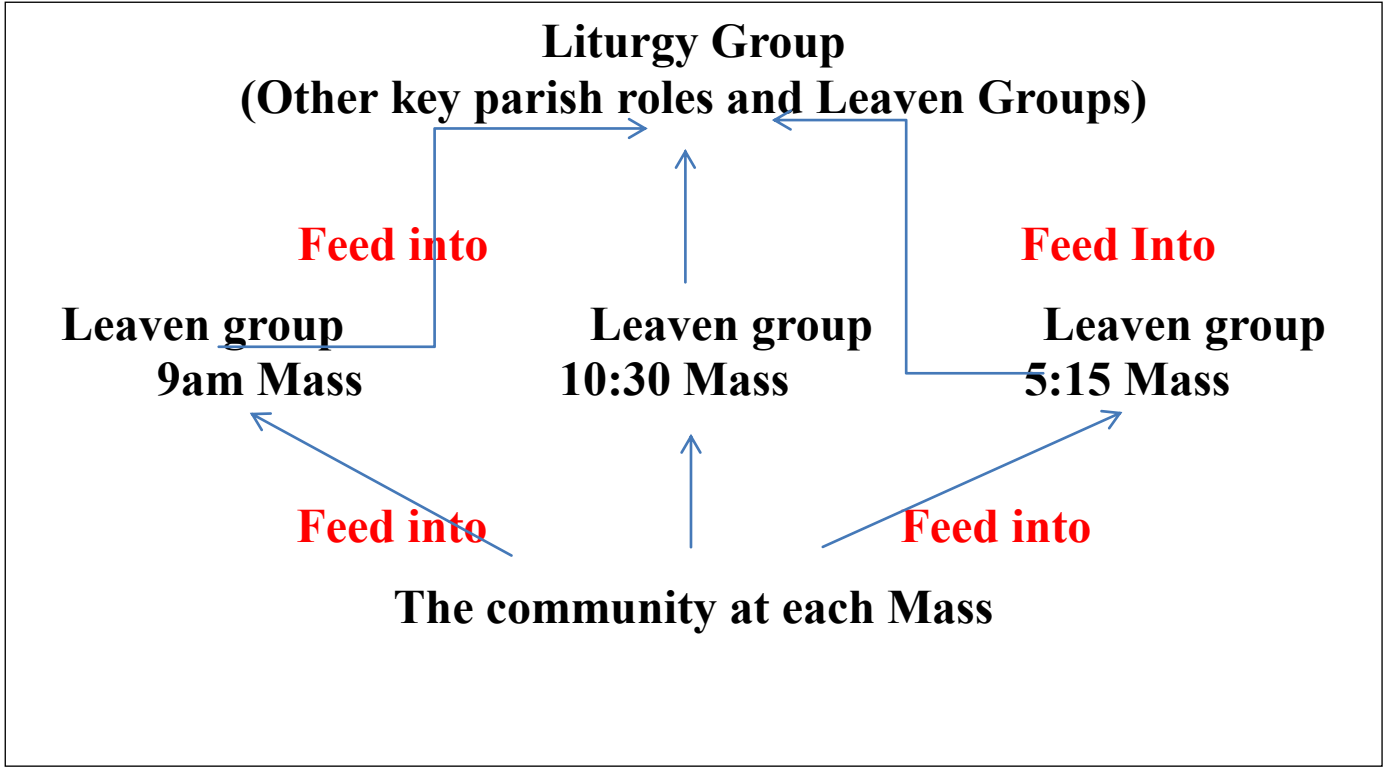 Liturgy Group
(Other key parish roles and Leaven Groups)
Feed into
Feed Into
Leaven group
9am Mass
Leaven group
10:30 Mass
Leaven group
5:15 Mass
Feed into
Feed into
The community at each Mass